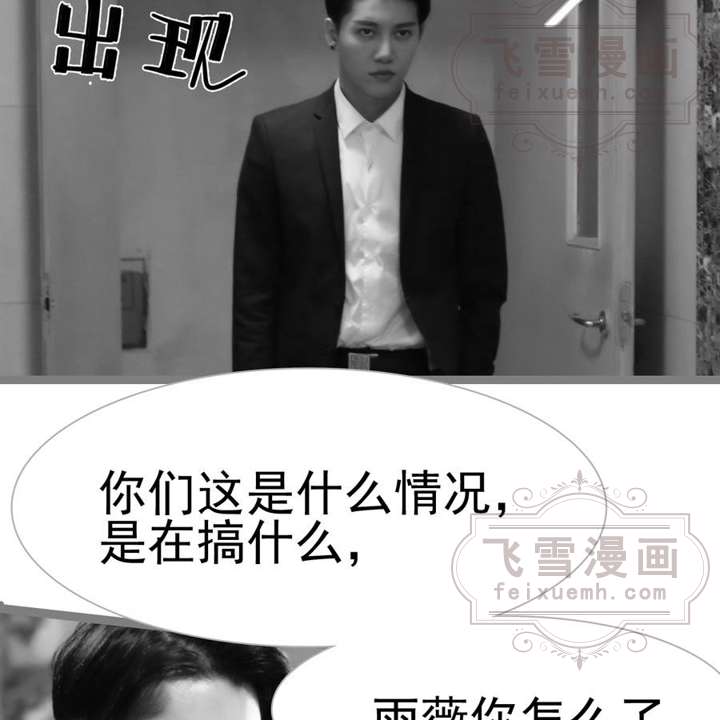 出现
飞雪漫画
feixuemh.com
你们这是什么情况，
是在搞什么，
飞雪漫画
feixuemh.com
雨薇你怎么了